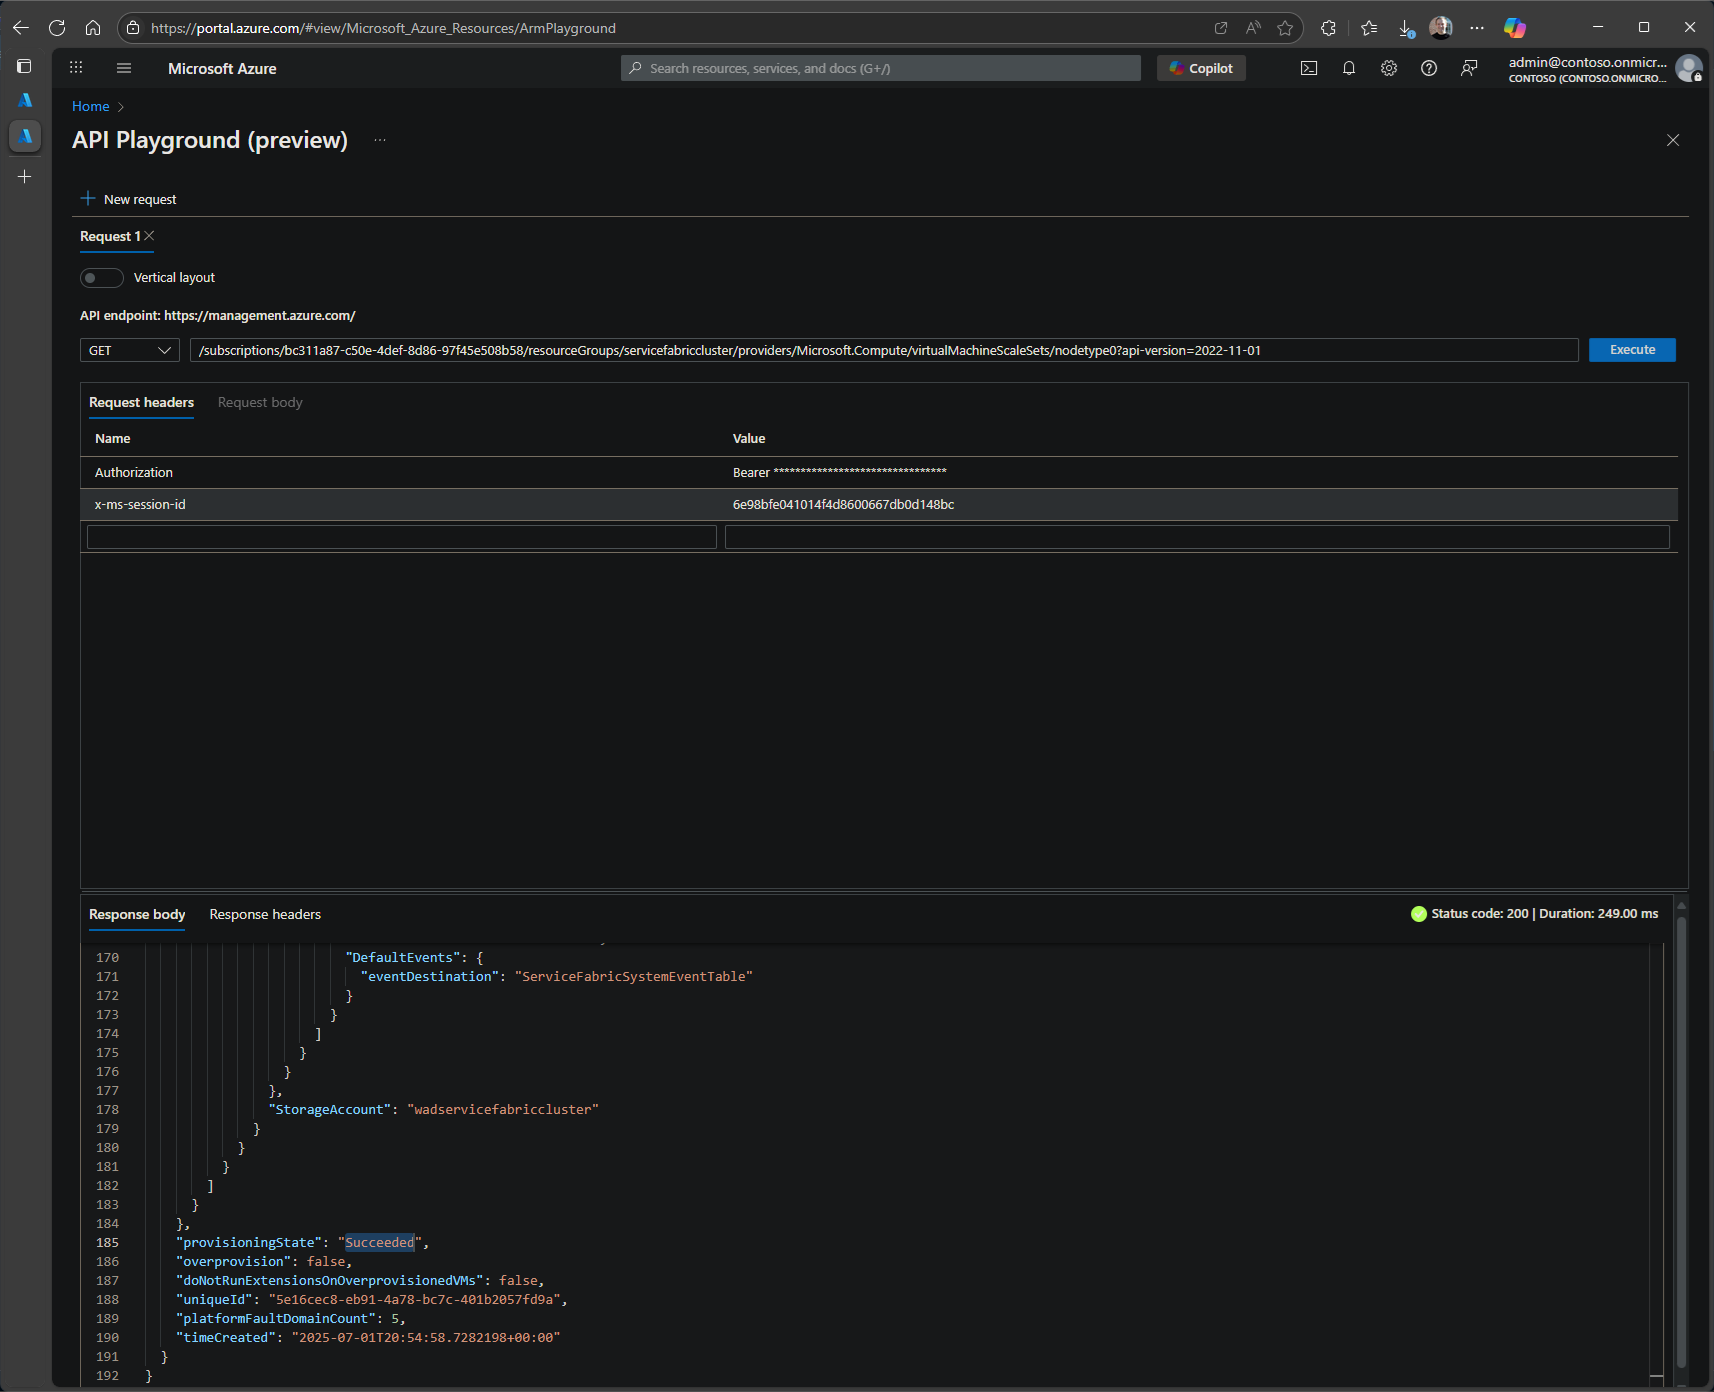 https://portal.azure.com/#view/Microsoft_Azure_Resources/ArmPlayground
Microsoft Azure
Search resources, services, and docs (G+/)
Copilot
admin@contoso.onmicr...
CONTOSO (CONTOSO.ONMICRO...
Home
API Playground (preview)
New request
Request 1
Vertical layout
API endpoint: https://management.azure.com/
GET
/subscriptions/bc311a87-c50e-4def-8d86-97f45e508b58/resourceGroups/servicefabriccluster/providers/Microsoft.Compute/virtualMachineScaleSets/nodetype0?api-version=2022-11-01
Execute
Request headers Request body
Name Value
Authorization Bearer ********************************
x-ms-session-id 6e98bfe041014f4d8600667db0d148bc
Response body Response headers
Status code: 200 | Duration: 249.00 ms
170 "DefaultEvents": {
171 "eventDestination": "ServiceFabricSystemEventTable"
172 }
173 }
174 ]
175 }
176 }
177 },
178 "StorageAccount": "wadservicefabriccluster"
179 }
180 }
181 }
182 ]
183 }
184 },
185 "provisioningState": "Succeeded",
186 "overprovision": false,
187 "doNotRunExtensionsOnOverprovisionedVMs": false,
188 "uniqueId": "5e16cec8-eb91-4a78-bc7c-401b2057fd9a",
189 "platformFaultDomainCount": 5,
190 "timeCreated": "2025-07-01T20:54:58.7282198+00:00"
191 }
192 }